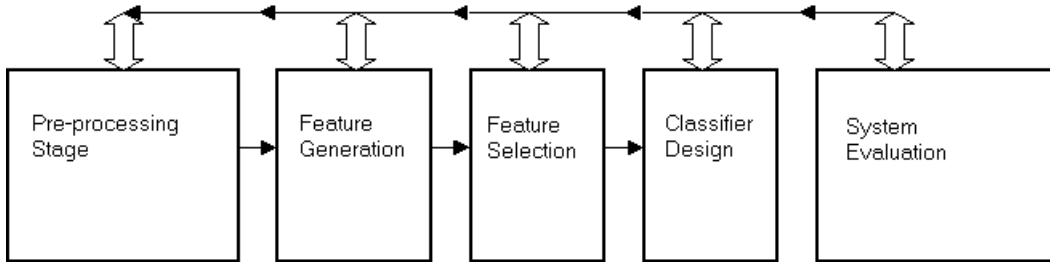 Pre-processing
Stage
Feature
Generation
Feature
Selection
Classifier
Design
System
Evaluation